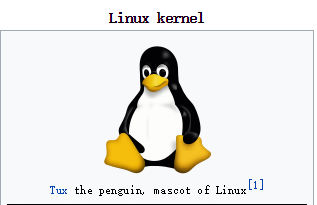 Linux kernel
Tux the penguin, mascot of Linux[1]